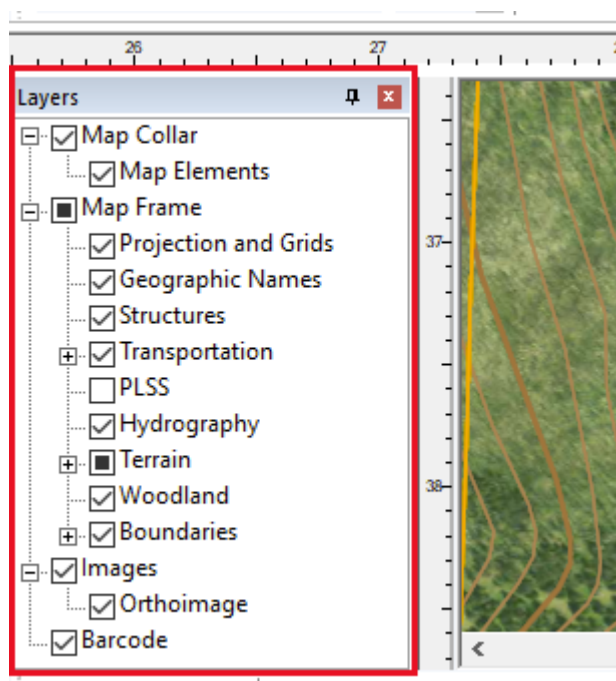 26
27
Layers
Map Collar
Map Elements
Map Frame
Projection and Grids
Geographic Names
Structures
Transportation
PLSS
Hydrography
Terrain
Woodland
Boundaries
Images
Orthoimage
Barcode
37
38